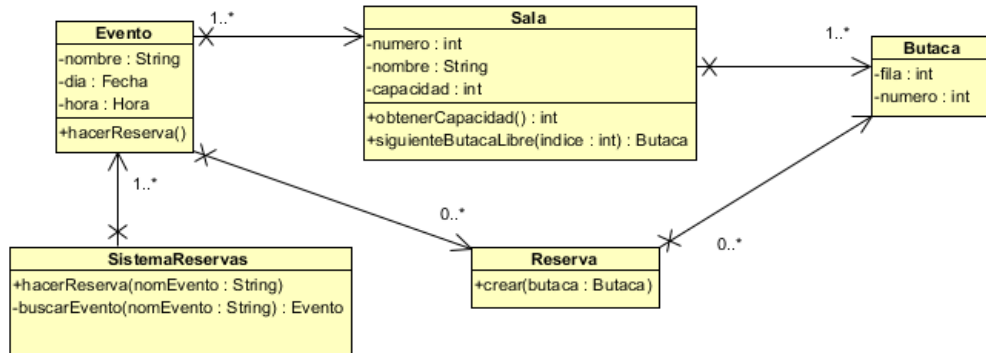 Evento
-nombre : String
-dia : Fecha
-hora : Hora
+hacerReserva()
1..*
Sala
-numero : int
-nombre : String
-capacidad : int
+obtenerCapacidad() : int
+siguienteButacaLibre(indice : int) : Butaca
1..*
Butaca
-fila : int
-numero : int
1..*
0..*
0..*
SistemaReservas
+hacerReserva(nomEvento : String)
-buscarEvento(nomEvento : String) : Evento
Reserva
+crear(butaca : Butaca)